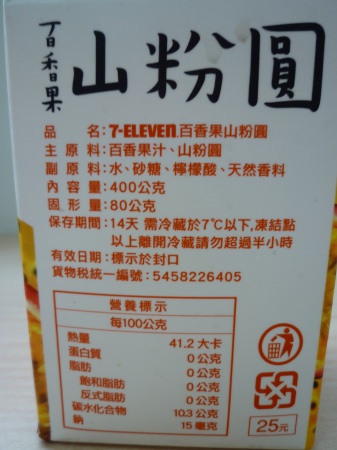 百香果 山粉圓
品 名：7-ELEVEN.百香果山粉圓
主 原 料：百香果汁、山粉圓
副 原 料：水、砂糖、檸檬酸、天然香料
內 容 量：400公克
固 形 量：80公克
保存期間：14天 需冷藏於7℃以下,凍結點
以上離開冷藏請勿超過半小時
有效日期：標示於封口
貨物稅統一編號：5458226405
營養標示
每100公克
熱量 41.2 大卡
蛋白質 0 公克
脂肪 0 公克
飽和脂肪 0 公克
反式脂肪 0 公克
碳水化合物 10.3 公克
鈉 15 毫克
25元